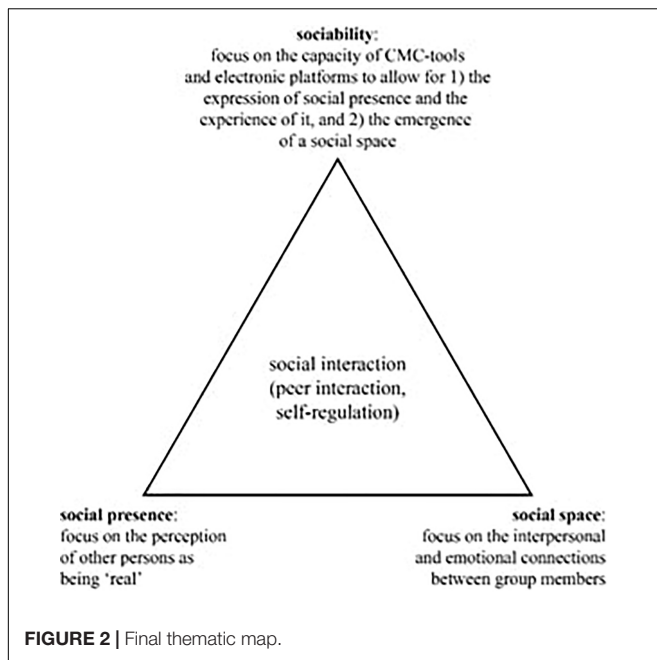 sociability:
focus on the capacity of CMC-tools
and electronic platforms to allow for 1) the
expression of social presence and the
experience of it, and 2) the emergence
of a social space
social interaction
(peer interaction,
self-regulation)
social presence:
focus on the perception
of other persons as
being ‘real’
social space:
focus on the interpersonal
and emotional connections
between group members
FIGURE 2 | Final thematic map.